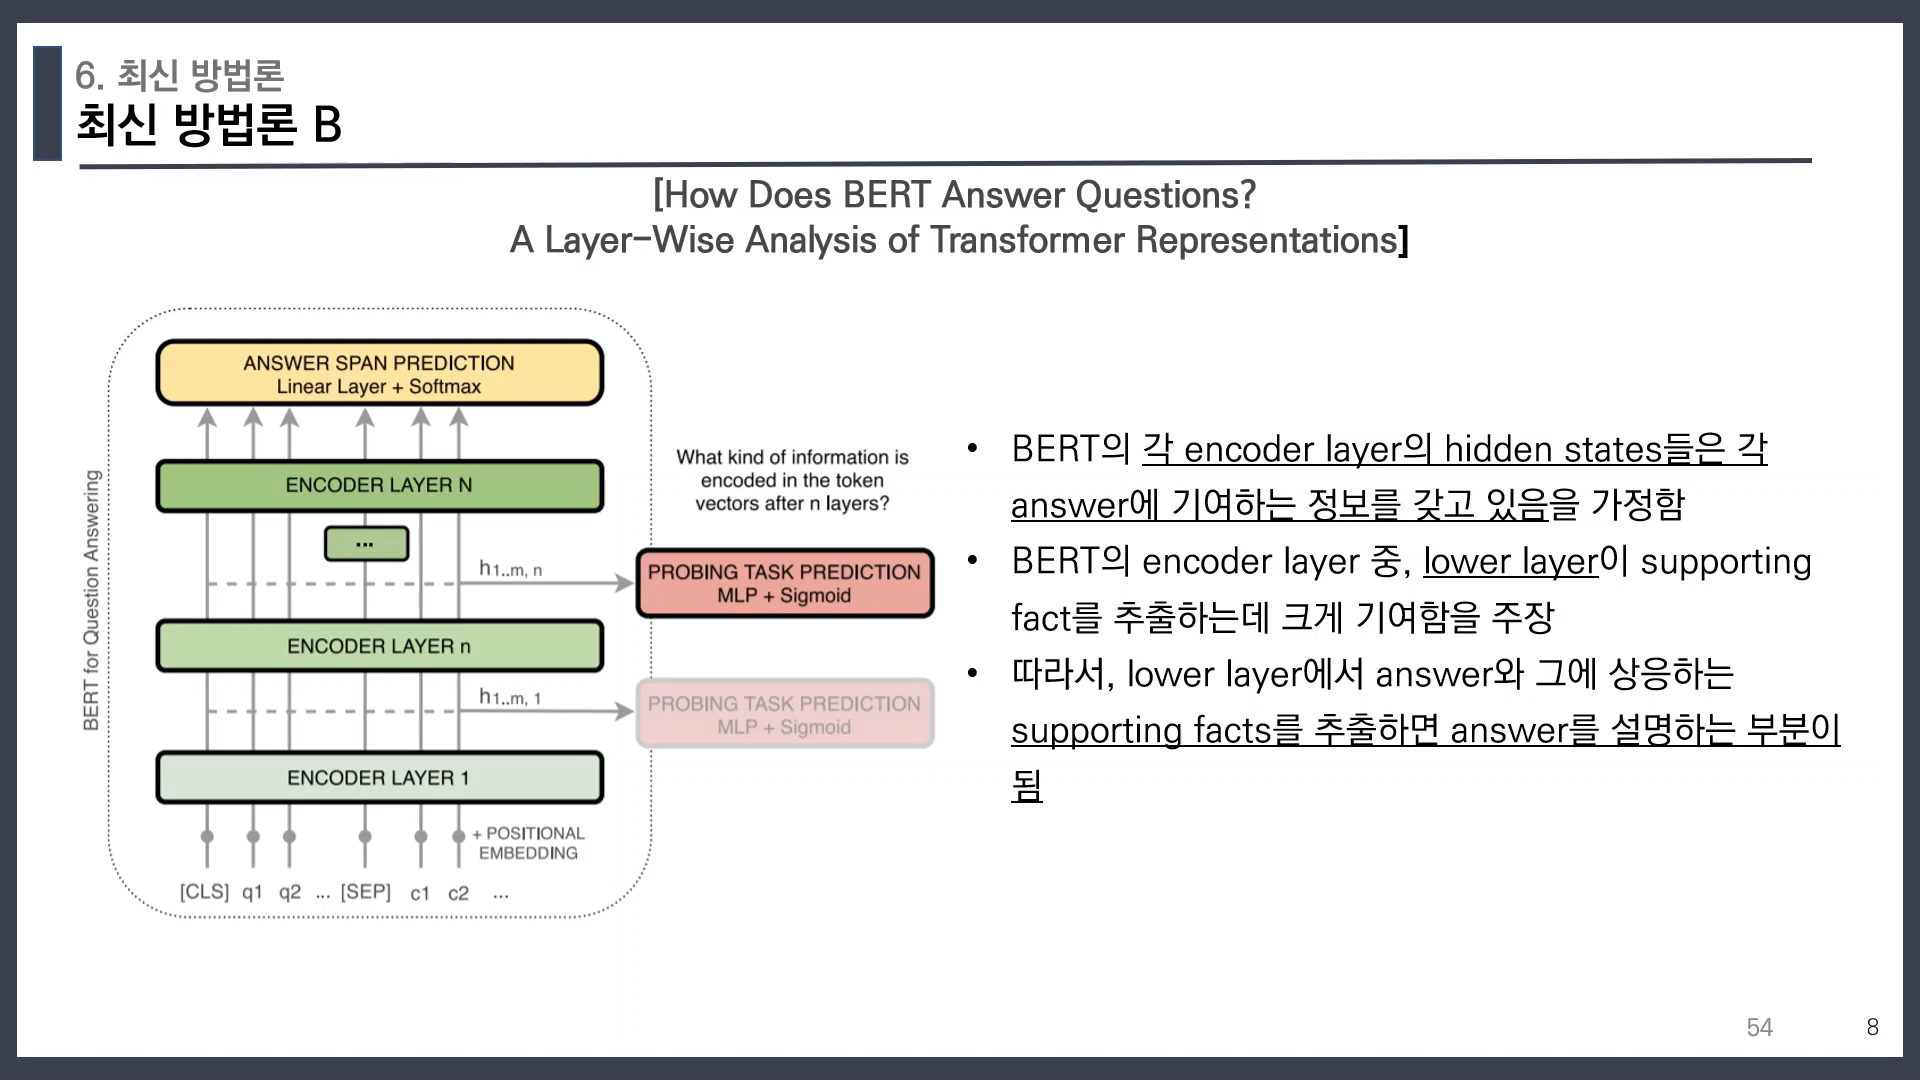 6. 최신 방법론
최신 방법론 B
[How Does BERT Answer Questions?
A Layer-Wise Analysis of Transformer Representations]
BERT for Question Answering
ANSWER SPAN PREDICTION
Linear Layer + Softmax
ENCODER LAYER N
...
h1..m, n
ENCODER LAYER n
h1..m, 1
ENCODER LAYER 1
+ POSITIONAL
EMBEDDING
[CLS] q1 q2 ... [SEP] c1 c2 ...
What kind of information is
encoded in the token
vectors after n layers?
PROBING TASK PREDICTION
MLP + Sigmoid
PROBING TASK PREDICTION
MLP + Sigmoid
• BERT의 각 encoder layer의 hidden states들은 각
answer에 기여하는 정보를 갖고 있음을 가정함
• BERT의 encoder layer 중, lower layer이 supporting
fact를 추출하는데 크게 기여함을 주장
• 따라서, lower layer에서 answer와 그에 상응하는
supporting facts를 추출하면 answer를 설명하는 부분이
됨
54
8